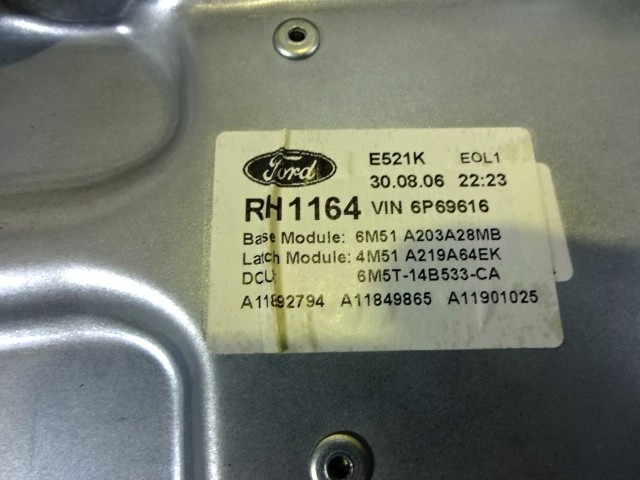 Ford E521K EOL1
30.08.06 22:23
RH1164 VIN 6P69616
Base Module: 6M51 A203A28MB
Latch Module: 4M51 A219A64EK
DCU: 6M5T-14B533-CA
A11892794 A11849865 A11901025